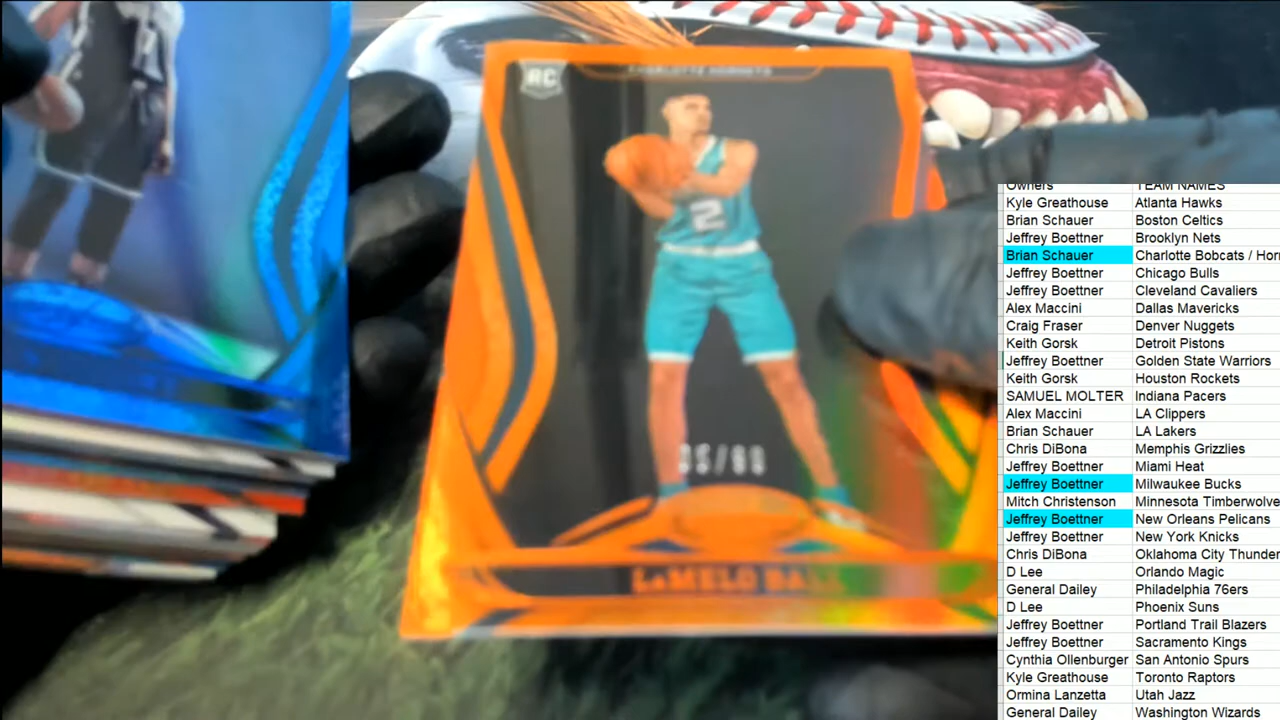 RC
CHARLOTTE HORNETS
2
/99
LaMELO BALL
Owners TEAM NAMES
Kyle Greathouse Atlanta Hawks
Brian Schauer Boston Celtics
Jeffrey Boettner Brooklyn Nets
Brian Schauer Charlotte Bobcats / Horn
Jeffrey Boettner Chicago Bulls
Jeffrey Boettner Cleveland Cavaliers
Alex Maccini Dallas Mavericks
Craig Fraser Denver Nuggets
Keith Gorsk Detroit Pistons
Jeffrey Boettner Golden State Warriors
Keith Gorsk Houston Rockets
SAMUEL MOLTER Indiana Pacers
Alex Maccini LA Clippers
Brian Schauer LA Lakers
Chris DiBona Memphis Grizzlies
Jeffrey Boettner Miami Heat
Jeffrey Boettner Milwaukee Bucks
Mitch Christenson Minnesota Timberwolve
Jeffrey Boettner New Orleans Pelicans
Jeffrey Boettner New York Knicks
Chris DiBona Oklahoma City Thunder
D Lee Orlando Magic
General Dailey Philadelphia 76ers
D Lee Phoenix Suns
Jeffrey Boettner Portland Trail Blazers
Jeffrey Boettner Sacramento Kings
Cynthia Ollenburger San Antonio Spurs
Kyle Greathouse Toronto Raptors
Ormina Lanzetta Utah Jazz
General Dailey Washington Wizards